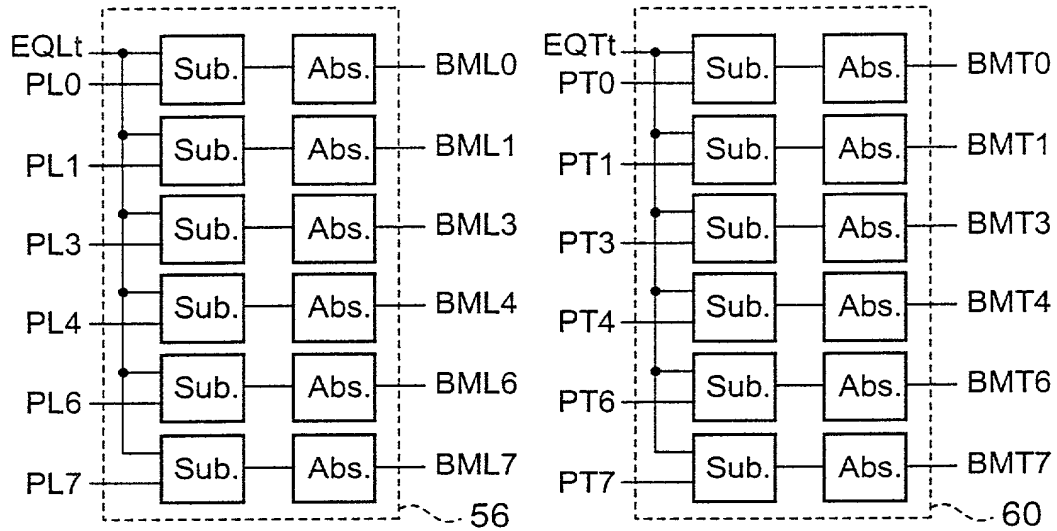 EQLt
PL0 Sub. Abs. BML0
PL1 Sub. Abs. BML1
PL3 Sub. Abs. BML3
PL4 Sub. Abs. BML4
PL6 Sub. Abs. BML6
PL7 Sub. Abs. BML7
56
EQTt
PT0 Sub. Abs. BMT0
PT1 Sub. Abs. BMT1
PT3 Sub. Abs. BMT3
PT4 Sub. Abs. BMT4
PT6 Sub. Abs. BMT6
PT7 Sub. Abs. BMT7
60